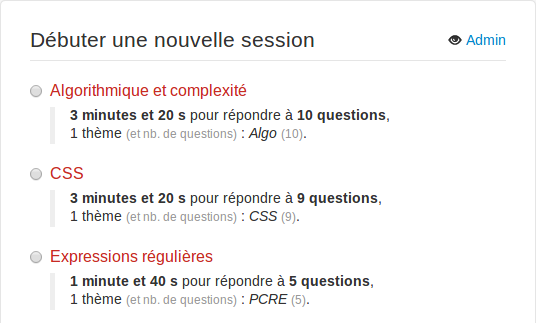 Débuter une nouvelle session
Admin
Algorithmique et complexité
3 minutes et 20 s pour répondre à 10 questions,
1 thème (et nb. de questions) : Algo (10).
CSS
3 minutes et 20 s pour répondre à 9 questions,
1 thème (et nb. de questions) : CSS (9).
Expressions régulières
1 minute et 40 s pour répondre à 5 questions,
1 thème (et nb. de questions) : PCRE (5).